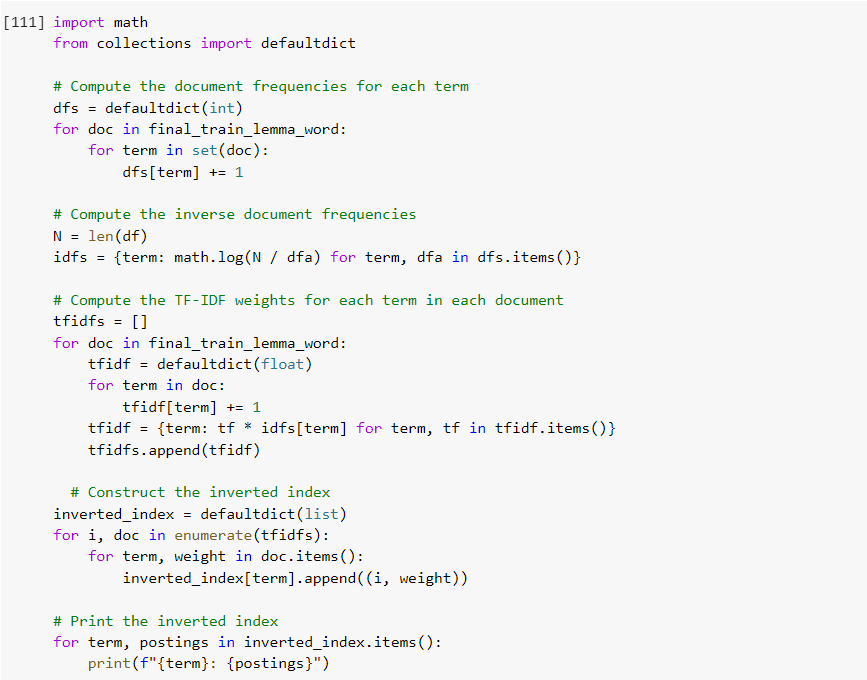 [111] import math
from collections import defaultdict
# Compute the document frequencies for each term
dfs = defaultdict(int)
for doc in final_train_lemma_word:
    for term in set(doc):
        dfs[term] += 1
# Compute the inverse document frequencies
N = len(df)
idfs = {term: math.log(N / dfa) for term, dfa in dfs.items()}
# Compute the TF-IDF weights for each term in each document
tfidfs = []
for doc in final_train_lemma_word:
    tfidf = defaultdict(float)
    for term in doc:
        tfidf[term] += 1
    tfidf = {term: tf * idfs[term] for term, tf in tfidf.items()}
    tfidfs.append(tfidf)
  # Construct the inverted index
inverted_index = defaultdict(list)
for i, doc in enumerate(tfidfs):
    for term, weight in doc.items():
        inverted_index[term].append((i, weight))
# Print the inverted index
for term, postings in inverted_index.items():
    print(f"{term}: {postings}")